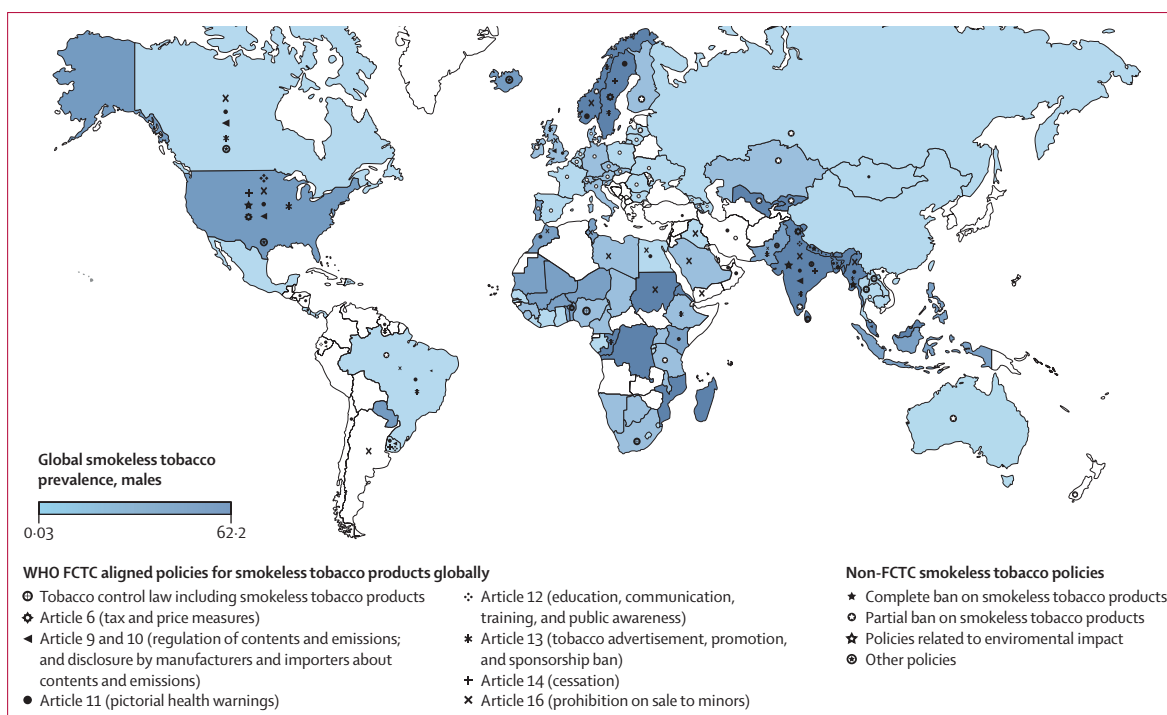 Global smokeless tobacco
prevalence, males
0·03
62·2
WHO FCTC aligned policies for smokeless tobacco products globally
Tobacco control law including smokeless tobacco products
Article 6 (tax and price measures)
Article 9 and 10 (regulation of contents and emissions;
and disclosure by manufacturers and importers about
contents and emissions)
Article 11 (pictorial health warnings)
Article 12 (education, communication,
training, and public awareness)
Article 13 (tobacco advertisement, promotion,
and sponsorship ban)
Article 14 (cessation)
Article 16 (prohibition on sale to minors)
Non-FCTC smokeless tobacco policies
Complete ban on smokeless tobacco products
Partial ban on smokeless tobacco products
Policies related to enviromental impact
Other policies